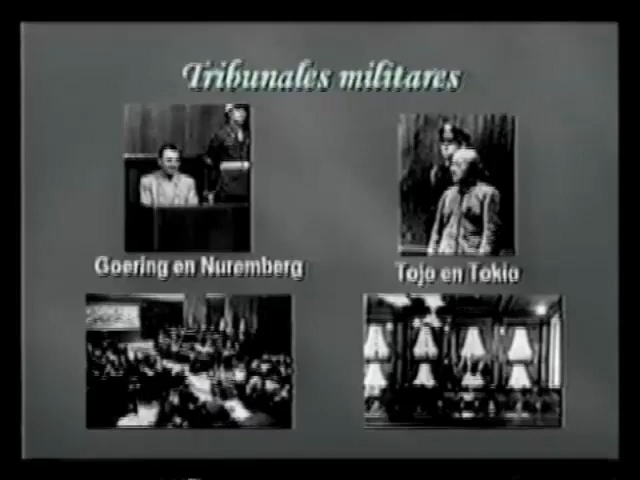 Tribunales militares
Goering en Nuremberg
Tojo en Tokio